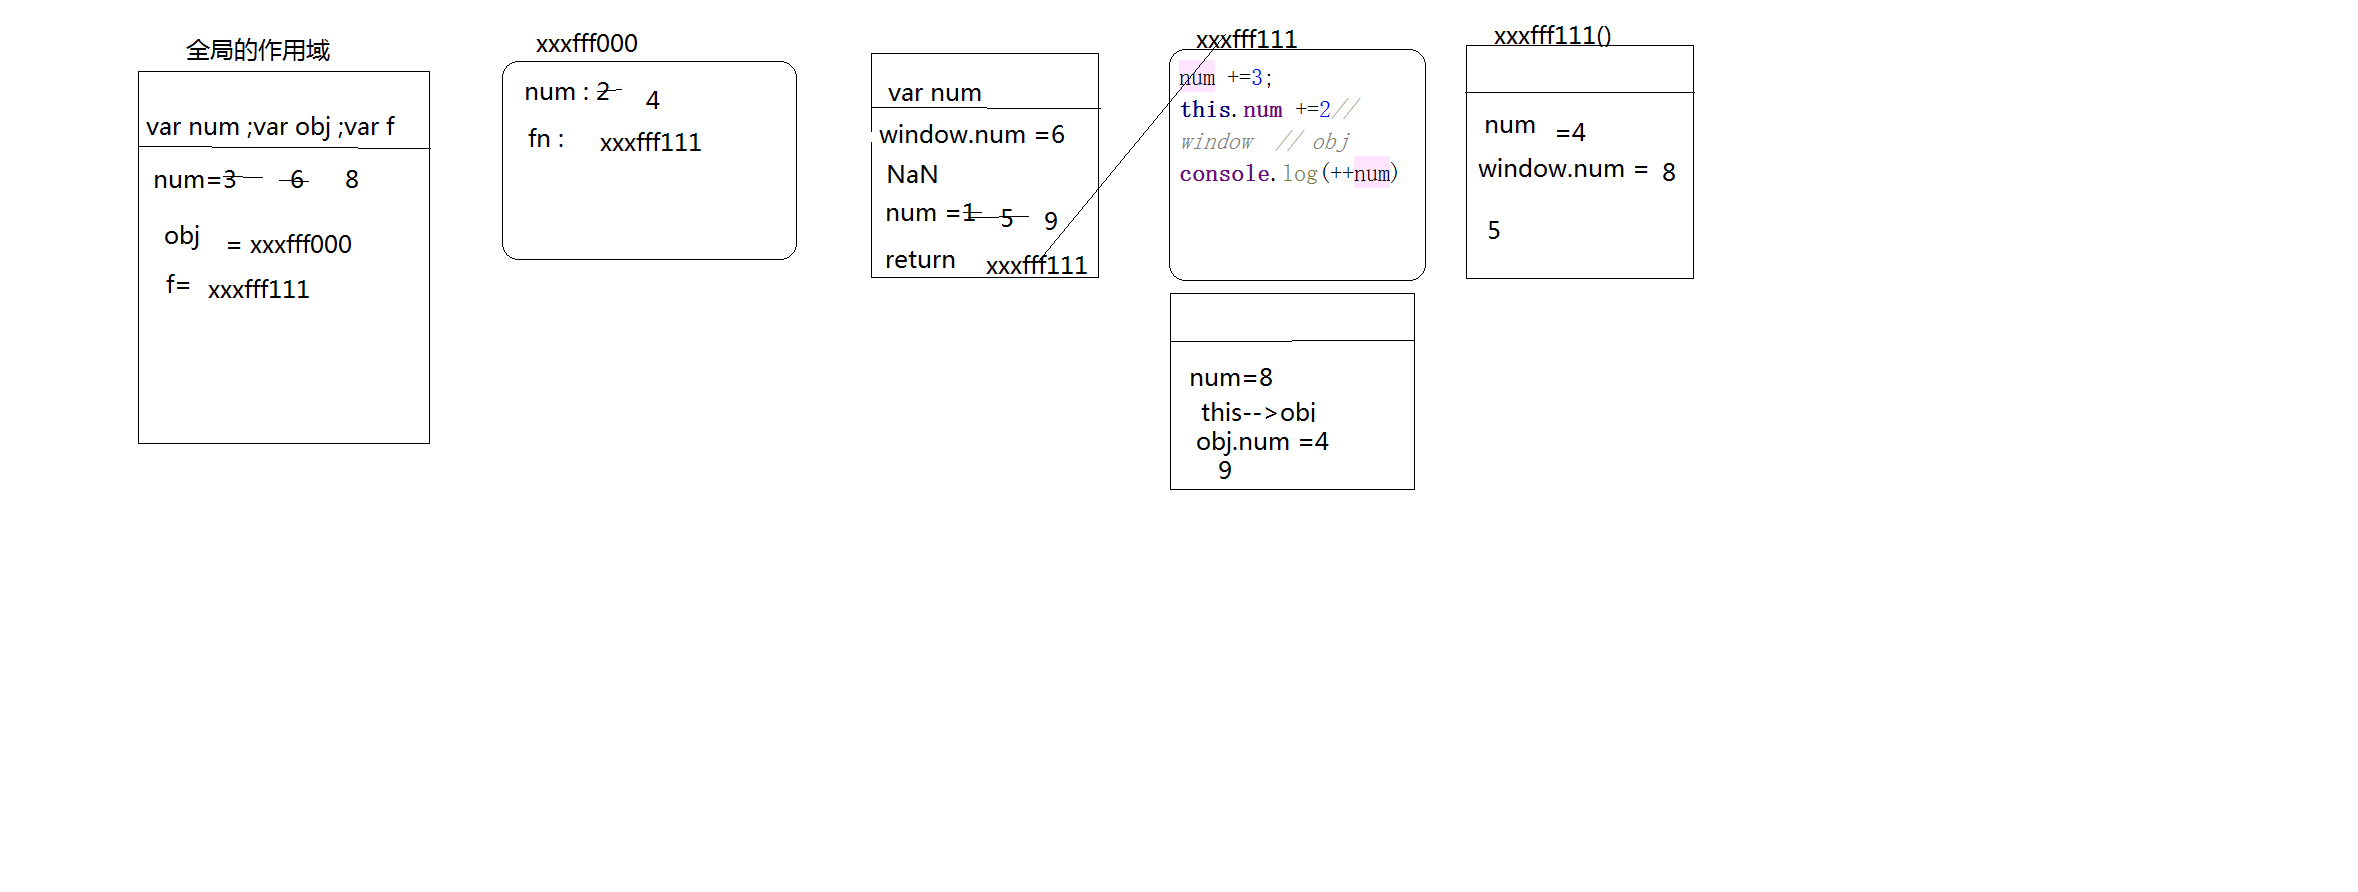 全局的作用域
var num ;var obj ;var f
num=3 6 8
obj = xxxfff000
f= xxxfff111
xxxfff000
num : 2 4
fn : xxxfff111
var num
window.num =6
NaN
num =1 5 9
return xxxfff111
xxxfff111
num +=3;
this.num +=2//
window // obj
console.log(++num)
xxxfff111()
num =4
window.num = 8
5
num=8
this-->obj
obj.num =4
9